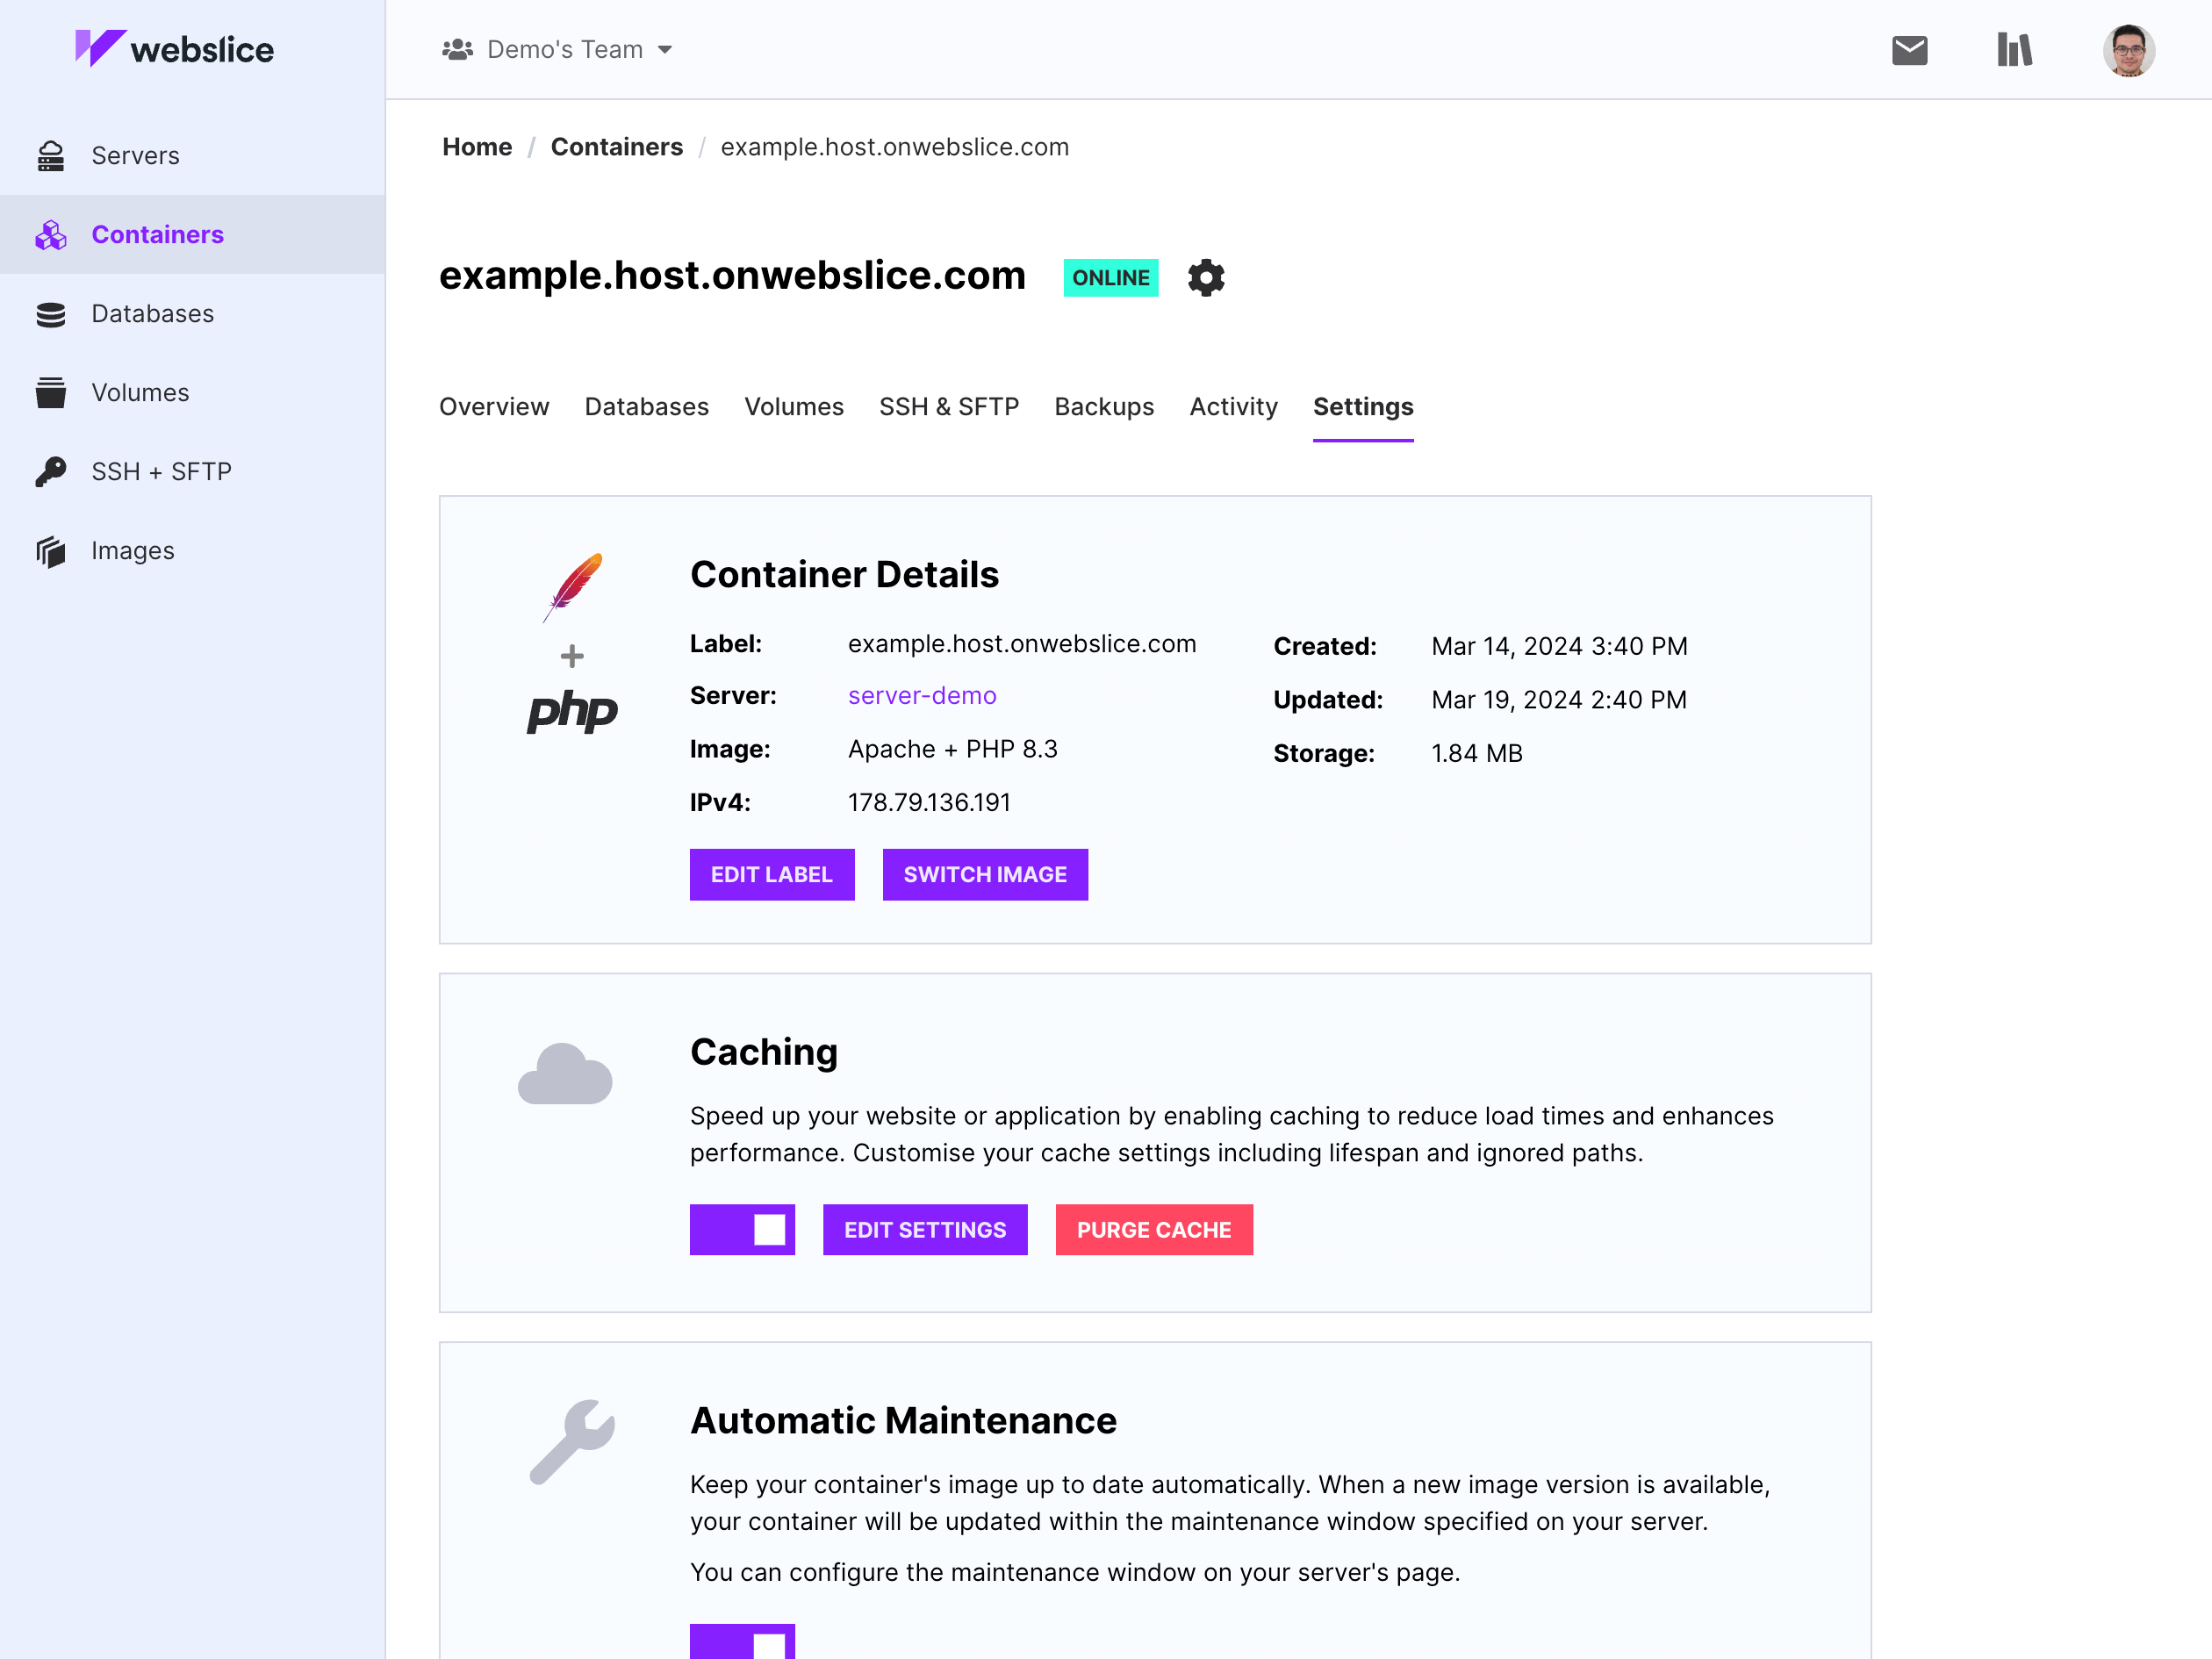 webslice
Demo's Team
Servers
Containers
Databases
Volumes
SSH + SFTP
Images
Home / Containers / example.host.onwebslice.com
example.host.onwebslice.com ONLINE
Overview Databases Volumes SSH & SFTP Backups Activity Settings
+
php
Container Details
Label: example.host.onwebslice.com
Server: server-demo
Image: Apache + PHP 8.3
IPv4: 178.79.136.191
Created: Mar 14, 2024 3:40 PM
Updated: Mar 19, 2024 2:40 PM
Storage: 1.84 MB
EDIT LABEL SWITCH IMAGE
Caching
Speed up your website or application by enabling caching to reduce load times and enhances
performance. Customise your cache settings including lifespan and ignored paths.
EDIT SETTINGS PURGE CACHE
Automatic Maintenance
Keep your container's image up to date automatically. When a new image version is available,
your container will be updated within the maintenance window specified on your server.
You can configure the maintenance window on your server's page.